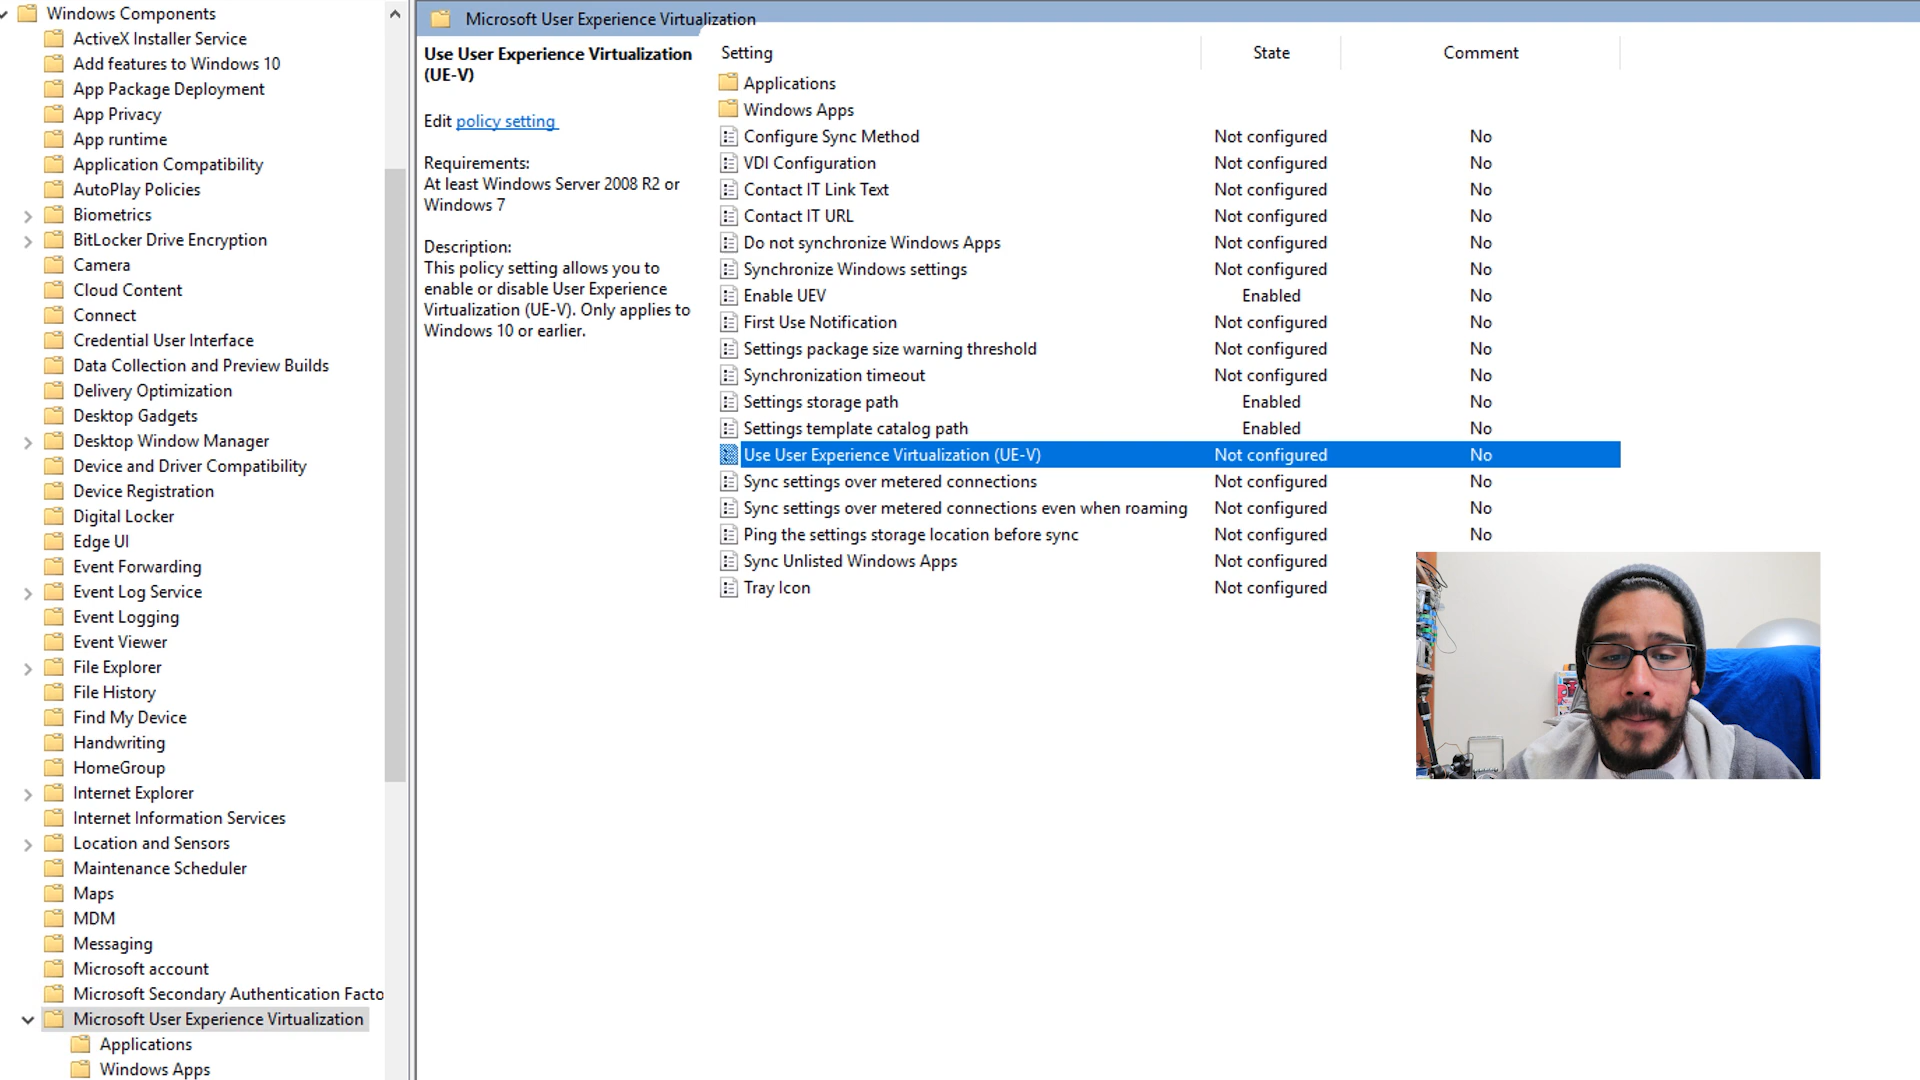 Windows Components
ActiveX Installer Service
Add features to Windows 10
App Package Deployment
App Privacy
App runtime
Application Compatibility
AutoPlay Policies
Biometrics
BitLocker Drive Encryption
Camera
Cloud Content
Connect
Credential User Interface
Data Collection and Preview Builds
Delivery Optimization
Desktop Gadgets
Desktop Window Manager
Device and Driver Compatibility
Device Registration
Digital Locker
Edge UI
Event Forwarding
Event Log Service
Event Logging
Event Viewer
File Explorer
File History
Find My Device
Handwriting
HomeGroup
Internet Explorer
Internet Information Services
Location and Sensors
Maintenance Scheduler
Maps
MDM
Messaging
Microsoft account
Microsoft Secondary Authentication Facto
Microsoft User Experience Virtualization
Applications
Windows Apps
Microsoft User Experience Virtualization
Use User Experience Virtualization
(UE-V)
Edit policy setting
Requirements:
At least Windows Server 2008 R2 or
Windows 7
Description:
This policy setting allows you to
enable or disable User Experience
Virtualization (UE-V). Only applies to
Windows 10 or earlier.
Setting State Comment
Applications
Windows Apps
Configure Sync Method Not configured No
VDI Configuration Not configured No
Contact IT Link Text Not configured No
Contact IT URL Not configured No
Do not synchronize Windows Apps Not configured No
Synchronize Windows settings Not configured No
Enable UEV Enabled No
First Use Notification Not configured No
Settings package size warning threshold Not configured No
Synchronization timeout Not configured No
Settings storage path Enabled No
Settings template catalog path Enabled No
Use User Experience Virtualization (UE-V) Not configured No
Sync settings over metered connections Not configured No
Sync settings over metered connections even when roaming Not configured No
Ping the settings storage location before sync Not configured No
Sync Unlisted Windows Apps Not configured
Tray Icon Not configured